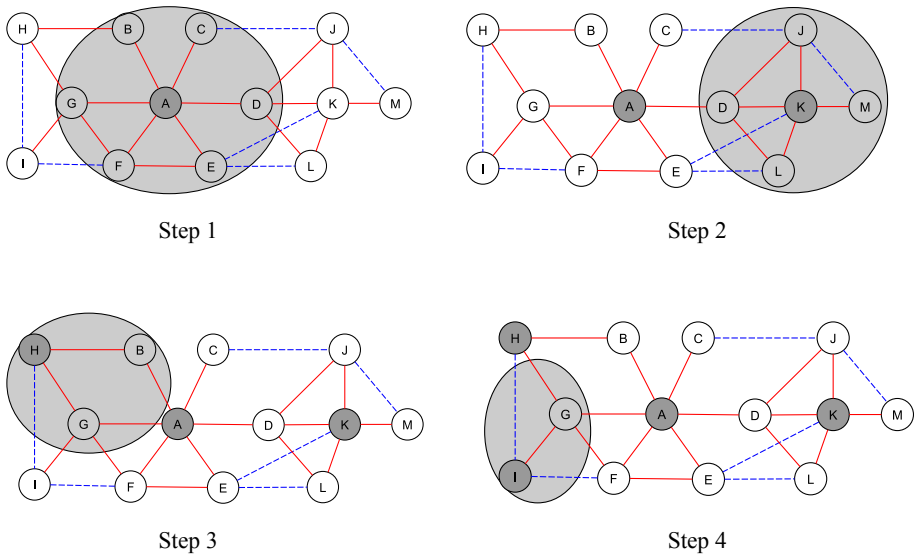 H B C J
G A D K M
I F E L
Step 1
H B C J
G A D K M
I F E L
Step 2
H B C J
G A D K M
I F E L
Step 3
H B C J
G A D K M
I F E L
Step 4